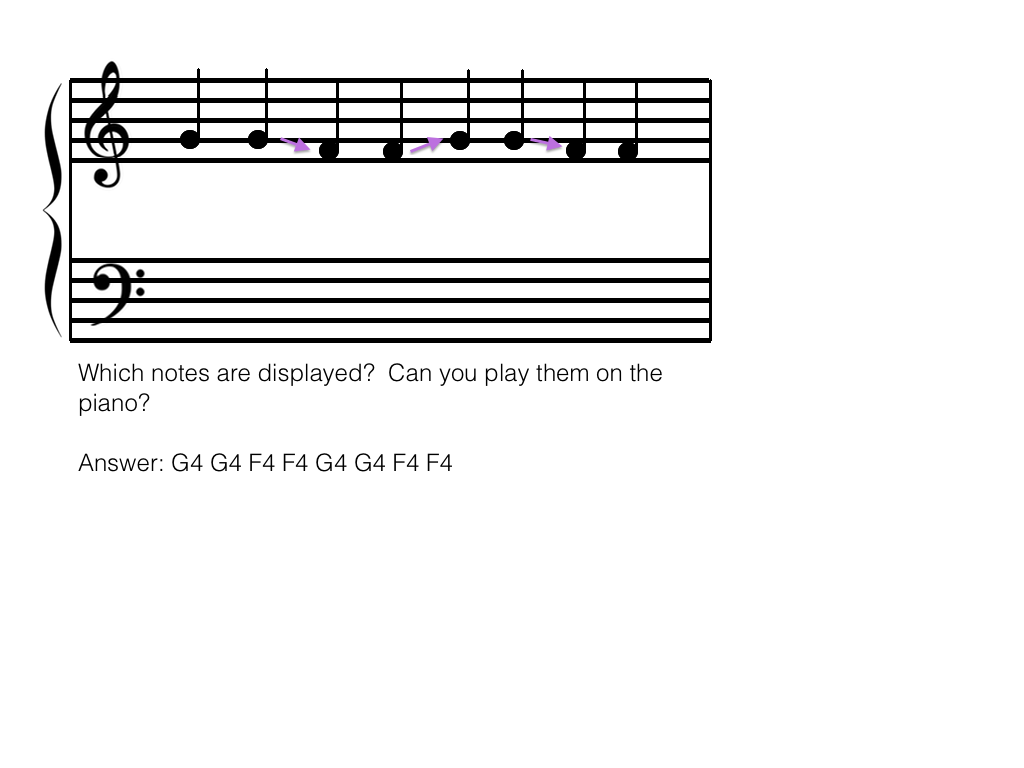 Which notes are displayed?  Can you play them on the
piano?
Answer: G4 G4 F4 F4 G4 G4 F4 F4